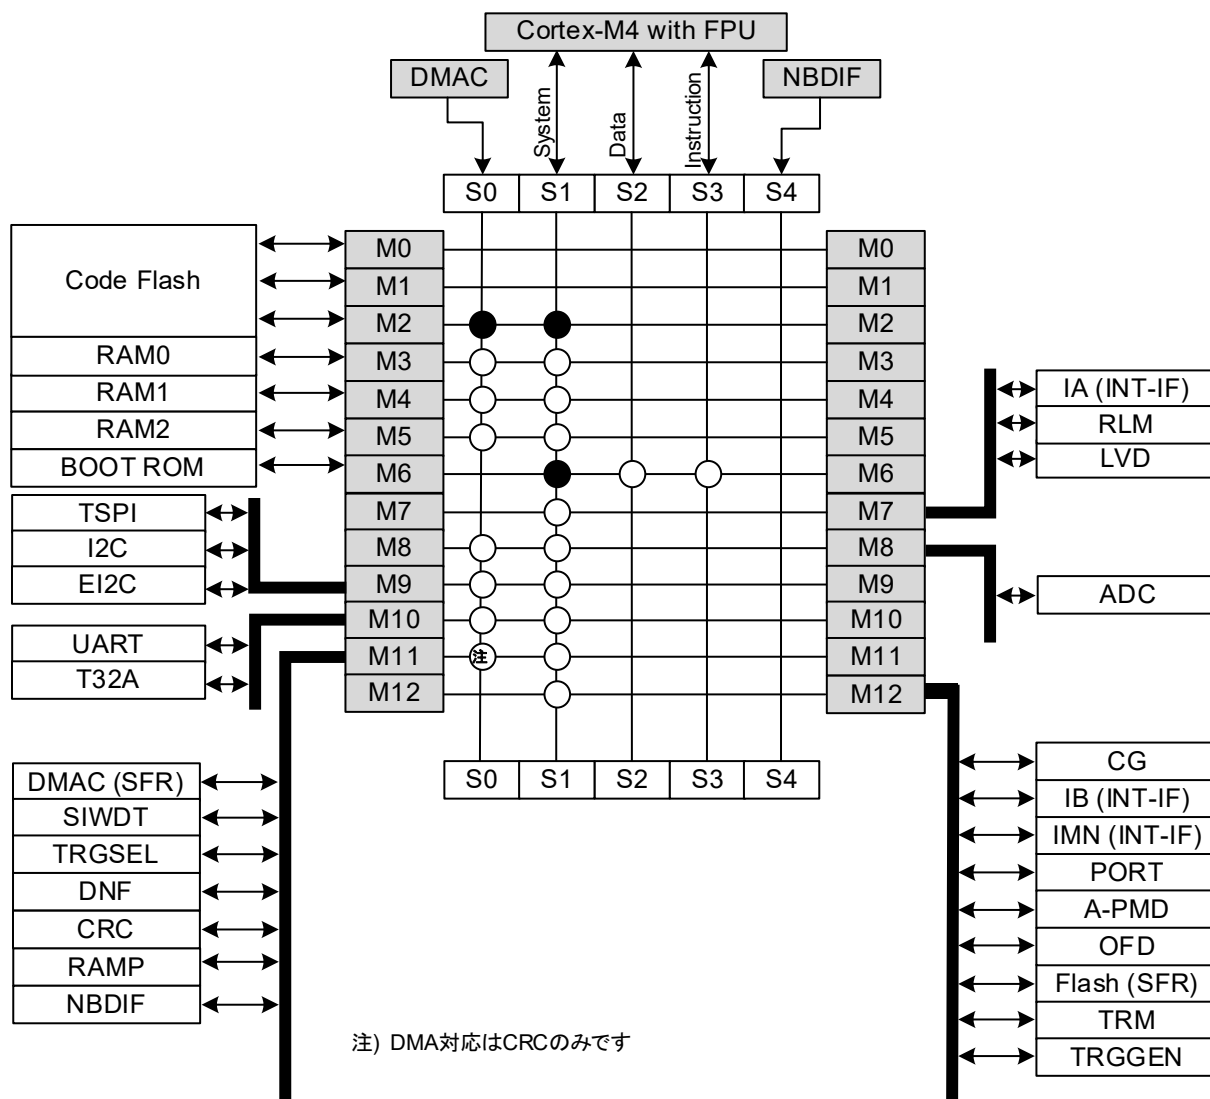 Cortex-M4 with FPU
DMAC
NBDIF
System
Data
Instruction
S0 S1 S2 S3 S4
Code Flash
RAM0
RAM1
RAM2
BOOT ROM
TSPI
I2C
EI2C
UART
T32A
DMAC (SFR)
SIWDT
TRGSEL
DNF
CRC
RAMP
NBDIF
M0
M1
M2
M3
M4
M5
M6
M7
M8
M9
M10
M11
M12
注
M0
M1
M2
M3
M4
M5
M6
M7
M8
M9
M10
M11
M12
S0 S1 S2 S3 S4
IA (INT-IF)
RLM
LVD
ADC
CG
IB (INT-IF)
IMN (INT-IF)
PORT
A-PMD
OFD
Flash (SFR)
TRM
TRGGEN
注) DMA対応はCRCのみです